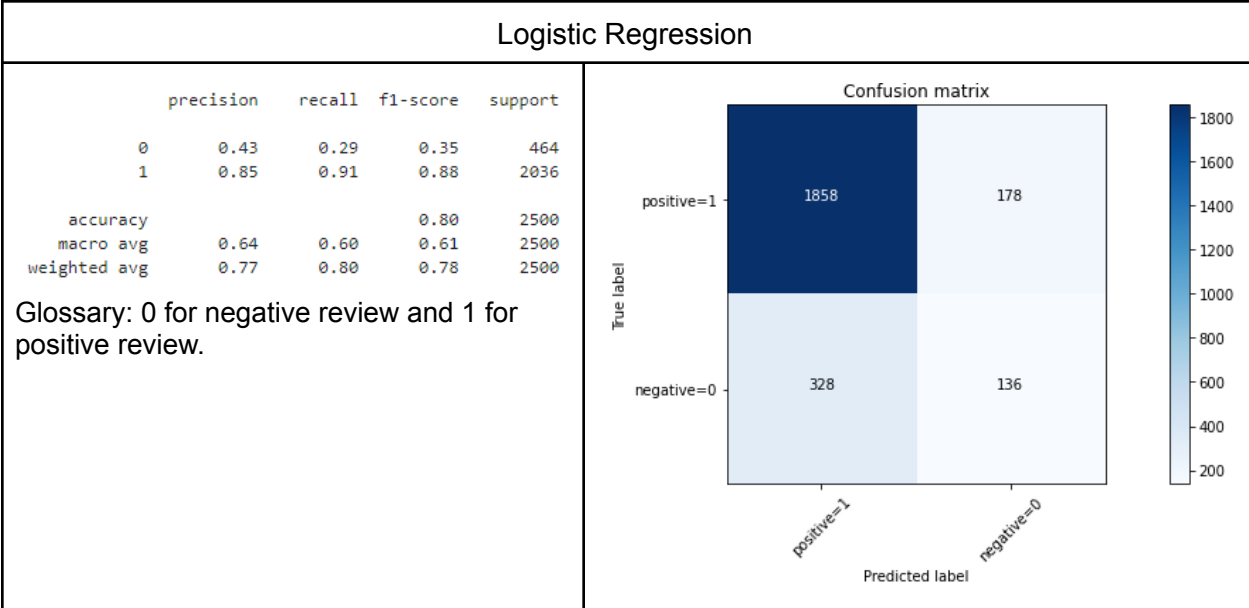 Logistic Regression
precision recall f1-score support
0 0.43 0.29 0.35 464
1 0.85 0.91 0.88 2036
accuracy 0.80 2500
macro avg 0.64 0.60 0.61 2500
weighted avg 0.77 0.80 0.78 2500
Glossary: 0 for negative review and 1 for
positive review.
Confusion matrix
True label
positive=1
1858 178
negative=0
328 136
positive=1 negative=0
Predicted label
1800
1600
1400
1200
1000
800
600
400
200